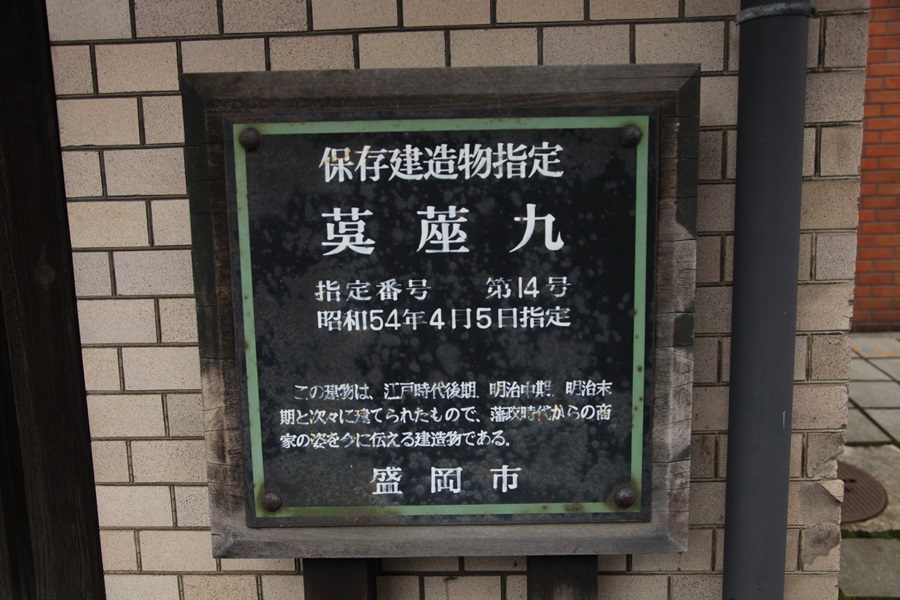 保存建造物指定
茣蓙九
指定番号　第14号
昭和54年4月5日指定
この建物は、江戸時代後期、明治中期、明治末
期と次々に建てられたもので、藩政時代からの商
家の姿を今に伝える建造物である。
盛岡市